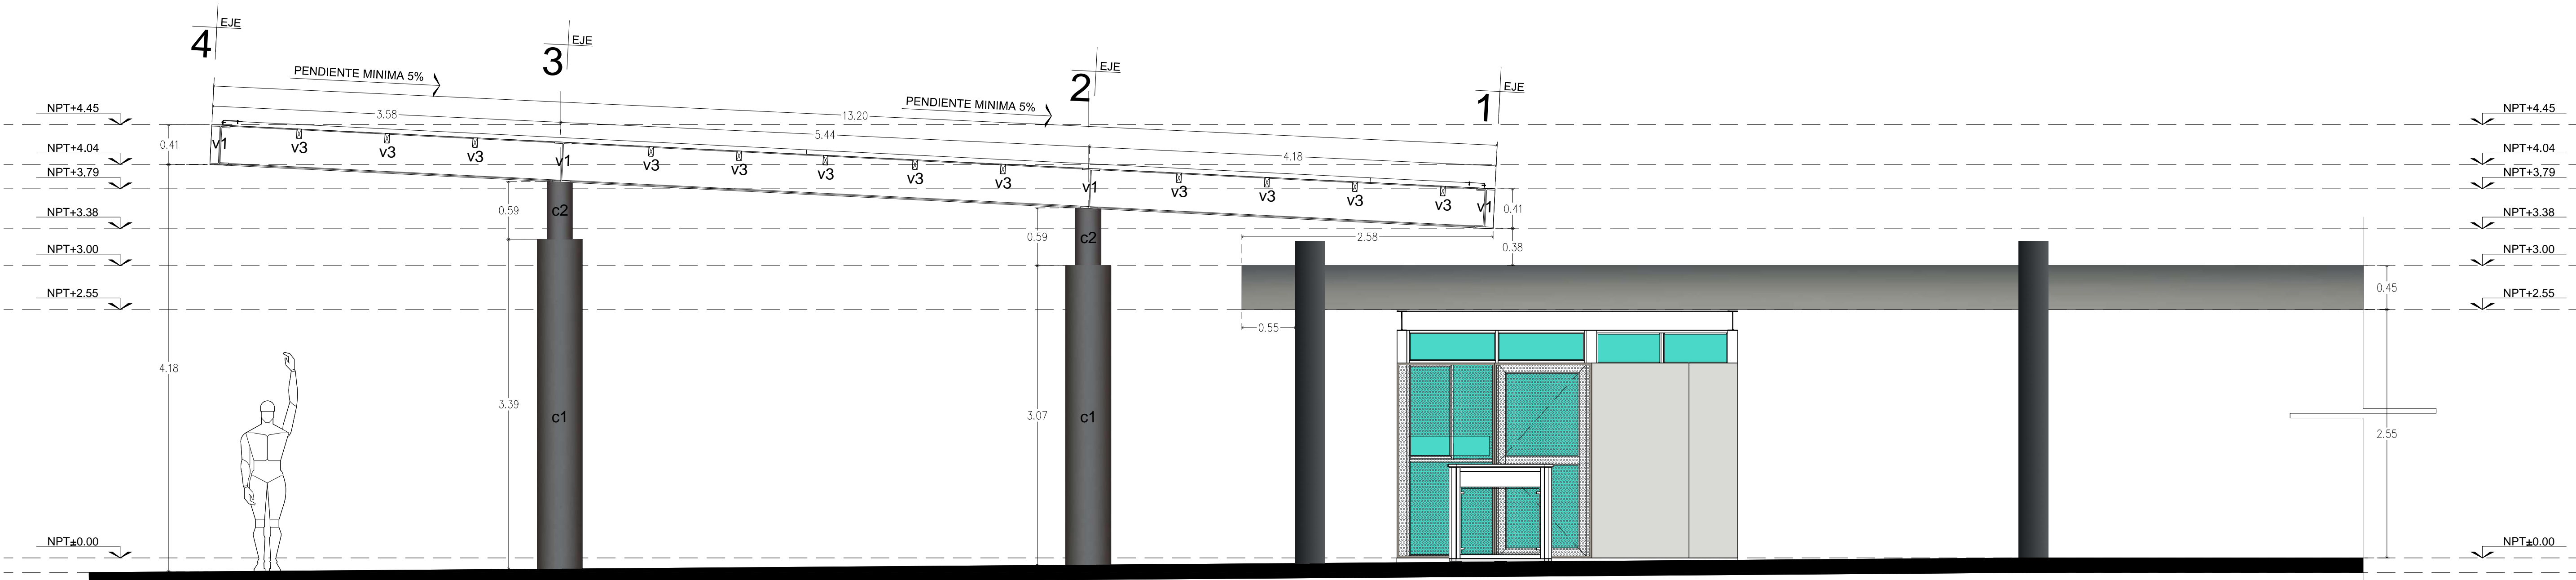 EJE
4
EJE
3
EJE
2
EJE
1
PENDIENTE MINIMA 5%
PENDIENTE MINIMA 5%
3.58
13.20
5.44
4.18
NPT+4,45
NPT+4.04
NPT+3,79
NPT+3.38
NPT+3.00
NPT+2.55
NPT±0.00
0.41
4.18
v1
v3
v3
v3
v1
v3
v3
v3
v3
v3
v1
v3
v3
v3
v3
v1
c2
0.59
c1
3.39
c2
0.59
c1
3.07
0.41
0.38
2.58
0.55
0.45
2.55
NPT+4,45
NPT+4.04
NPT+3,79
NPT+3.38
NPT+3.00
NPT+2.55
NPT±0.00